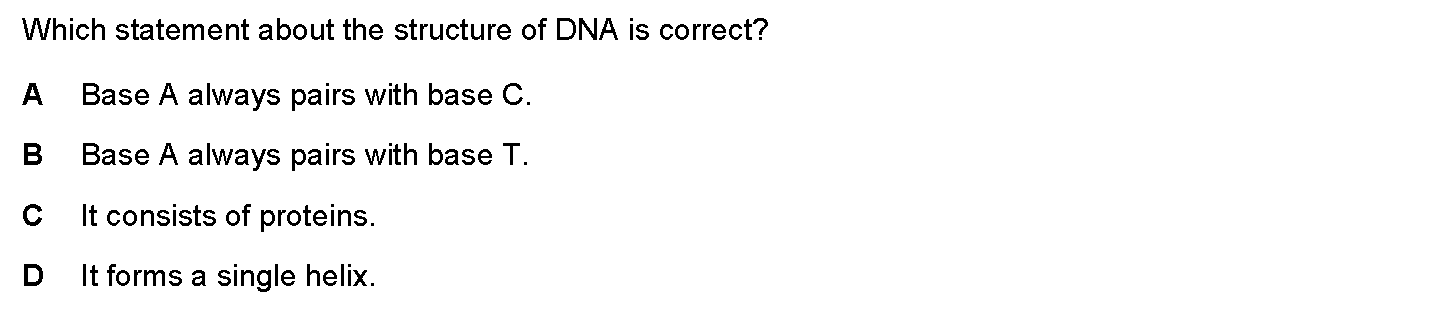 Which statement about the structure of DNA is correct?
A Base A always pairs with base C.
B Base A always pairs with base T.
C It consists of proteins.
D It forms a single helix.